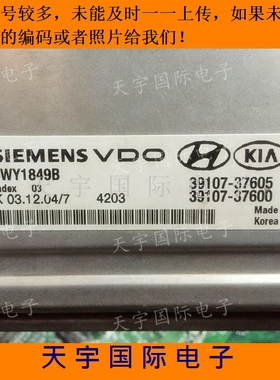 号较多，未能及时一一上传，如果未
的编码或者照片给我们！
天宇国际电子
SIEMENS VDO HYUNDAI KIA
WY1849B
39107-37605
ndex 03
39107-37600
K 03.12.04/7 4203
Made
Korea
天宇国际电子